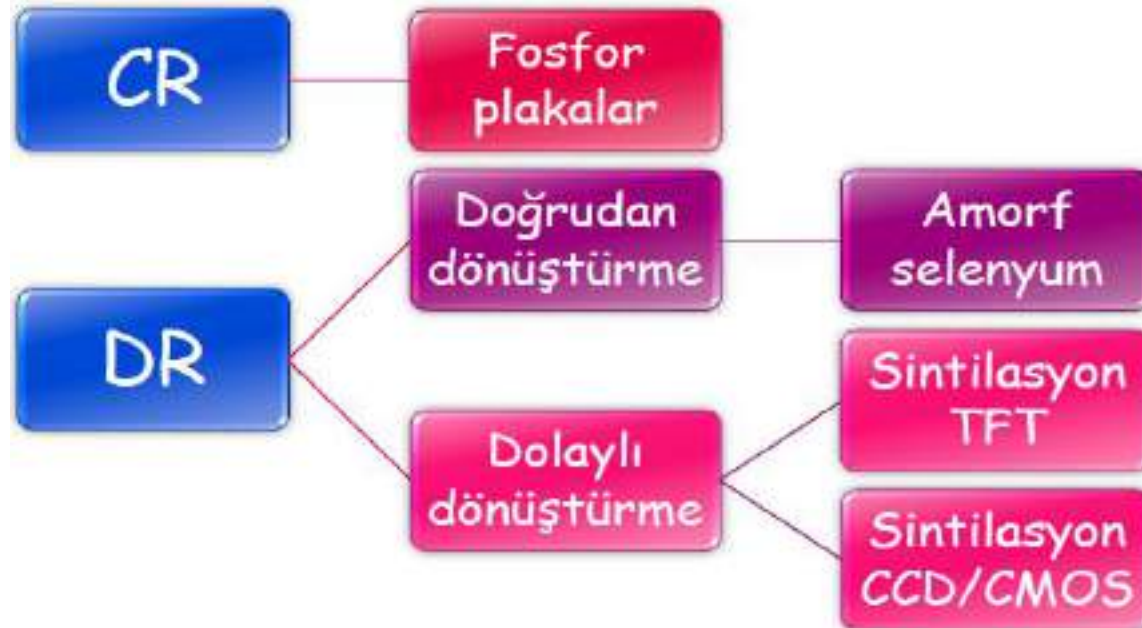 CR
Fosfor
plakalar
DR
Doğrudan
dönüştürme
Amorf
selenyum
Dolaylı
dönüştürme
Sintilasyon
TFT
Sintilasyon
CCD/CMOS